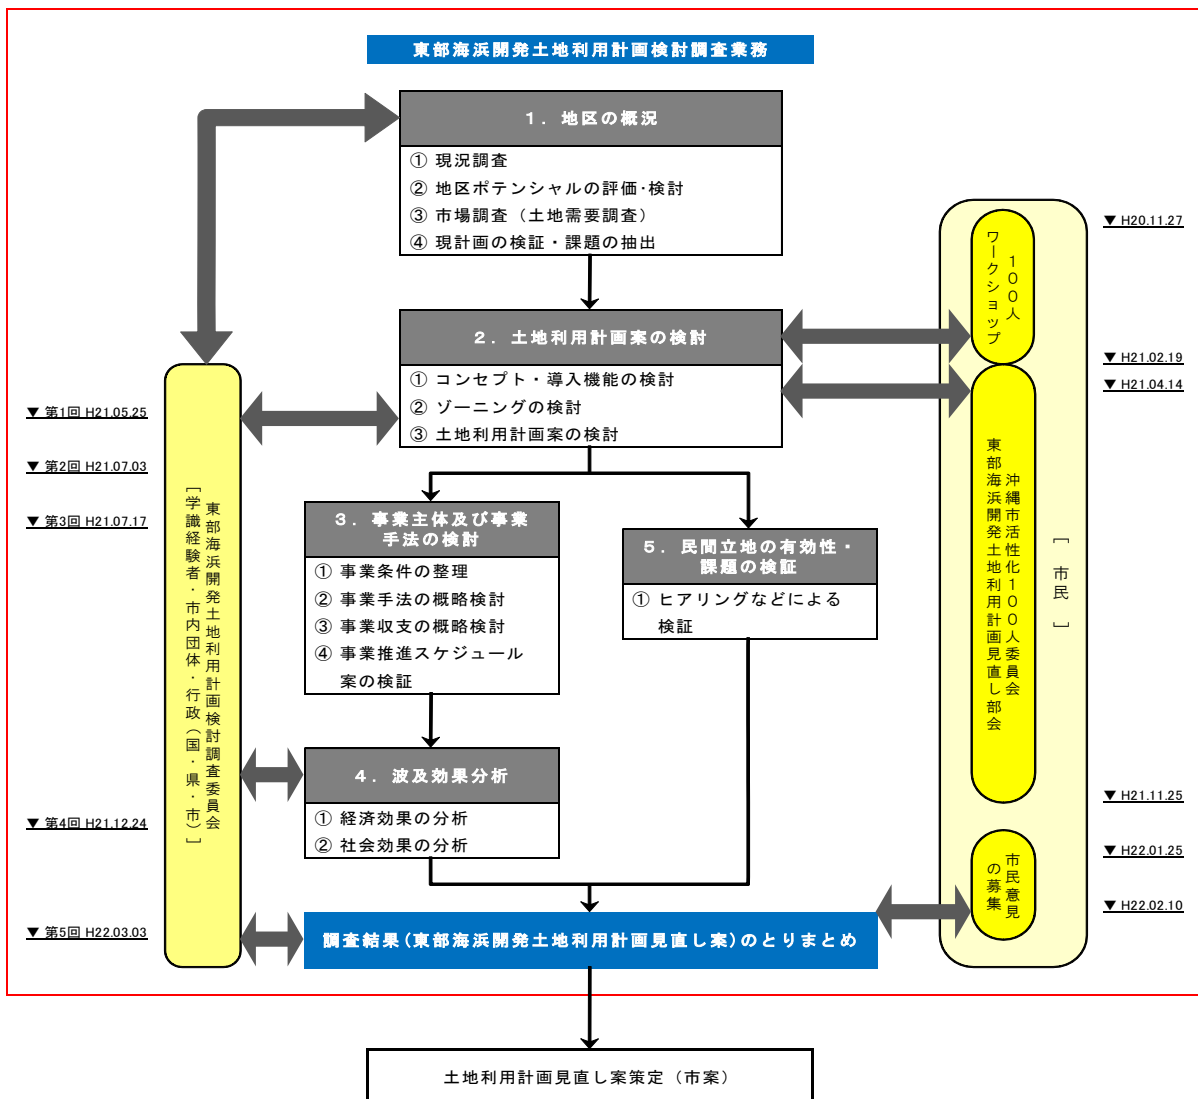 東部海浜開発土地利用計画検討調査業務
１．地区の概況
① 現況調査
② 地区ポテンシャルの評価・検討
③ 市場調査（土地需要調査）
④ 現計画の検証・課題の抽出
２．土地利用計画案の検討
① コンセプト・導入機能の検討
② ゾーニングの検討
③ 土地利用計画案の検討
３．事業主体及び事業
手法の検討
① 事業条件の整理
② 事業手法の概略検討
③ 事業収支の概略検討
④ 事業推進スケジュール
案の検証
５．民間立地の有効性・
課題の検証
① ヒアリングなどによる
検証
４．波及効果分析
① 経済効果の分析
② 社会効果の分析
調査結果(東部海浜開発土地利用計画見直し案)のとりまとめ
土地利用計画見直し案策定（市案）
▼ 第1回 H21.05.25
▼ 第2回 H21.07.03
▼ 第3回 H21.07.17
▼ 第4回 H21.12.24
▼ 第5回 H22.03.03
東部海浜開発土地利用計画検討調査委員会
［学識経験者・市内団体・行政（国・県・市）］
１００人
ワークショップ
沖縄市活性化１００人委員会
東部海浜開発土地利用計画見直し部会
市民意見
の募集
［ 市民 ］
▼ H20.11.27
▼ H21.02.19
▼ H21.04.14
▼ H21.11.25
▼ H22.01.25
▼ H22.02.10